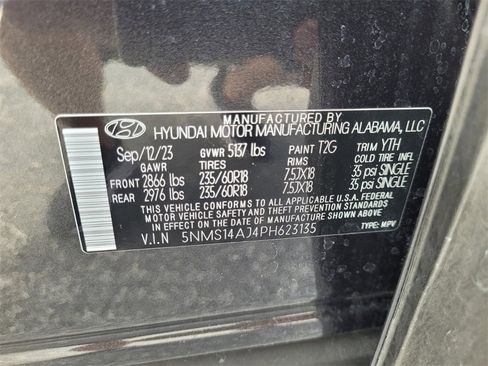 MANUFACTURED BY
HYUNDAI MOTOR MANUFACTURING ALABAMA, LLC
Sep/12/23 GVWR 5137 lbs PAINT T2G TRIM YTH
GAWR TIRES RIMS COLD TIRE INFL
FRONT 2866 lbs 235/60R18 7.5JX18 35 psi SINGLE
REAR 2976 lbs 235/60R18 7.5JX18 35 psi SINGLE
THIS VEHICLE CONFORMS TO ALL APPLICABLE U.S.A. FEDERAL
MOTOR VEHICLE SAFETY AND THEFT PREVENTION STANDARDS
IN EFFECT ON THE DATE OF MANUFACTURE SHOWN ABOVE.
V.I.N 5NMS14AJ4PH623135 TYPE: MPV